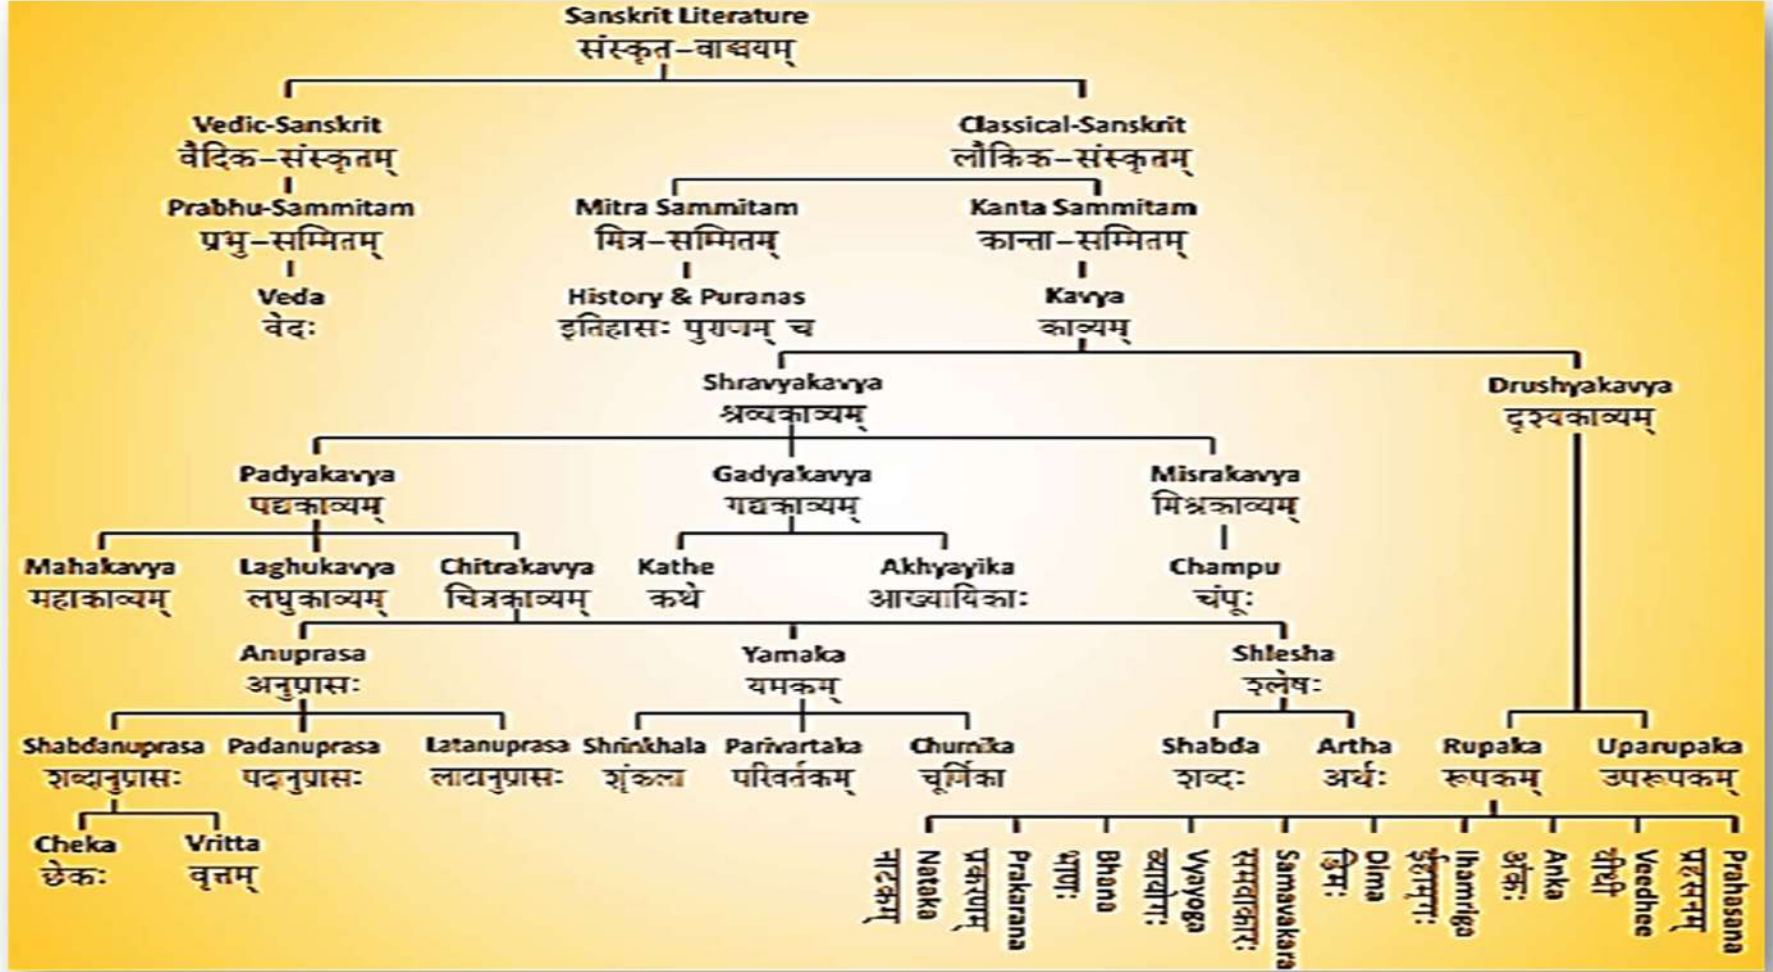 Sanskrit Literature
संस्कृत-वाङ्मयम्
Vedic-Sanskrit Classical-Sanskrit
वैदिक-संस्कृतम् लौकिक-संस्कृतम्
Prabhu-Sammitam Mitra Sammitam Kanta Sammitam
प्रभु-सम्मितम् मित्र-सम्मितम् कान्ता-सम्मितम्
Veda History & Puranas Kavya
वेदः इतिहासः पुराणम् च काव्यम्
Shravyakavya Drushyakavya
श्रव्यकाव्यम् दृश्यकाव्यम्
Padyakavya Gadyakavya Misrakavya
पद्यकाव्यम् गद्यकाव्यम् मिश्रकाव्यम्
Mahakavya Laghukavya Chitrakavya Kathe Akhyayika Champu
महाकाव्यम् लघुकाव्यम् चित्रकाव्यम् कथे आख्यायिकाः चंपूः
Anuprasa Yamaka Shlesha
अनुप्रासः यमकम् श्लेषः
Shabdanuprasa Padanuprasa Latanuprasa Shrinkhala Parivartaka Churnika Shabda Artha Rupaka Uparupaka
शब्दानुप्रासः पदानुप्रासः लाटानुप्रासः शृंकला परिवर्तकम् चूर्णिका शब्दः अर्थः रूपकम् उपरूपकम्
Cheka Vritta
छेकः वृत्तम्
नाटकम् Nataka
प्रकरणम् Prakarana
भाणः Bhana
व्यायोगः Vyayoga
समवाकारः Samavakara
डिमः Dima
ईहामृगः Ihamriga
अंकः Anka
वीथी Veedhee
प्रहसनम् Prahasana